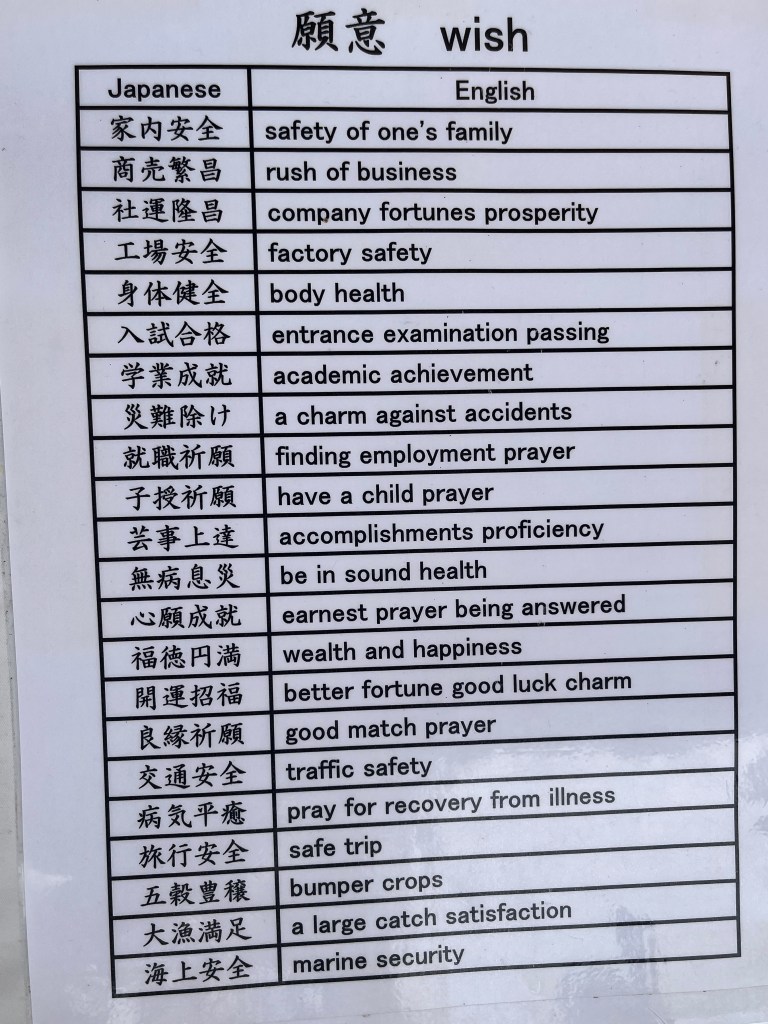 願意 wish
Japanese English
家内安全 safety of one's family
商売繁昌 rush of business
社運隆昌 company fortunes prosperity
工場安全 factory safety
身体健全 body health
入試合格 entrance examination passing
学業成就 academic achievement
災難除け a charm against accidents
就職祈願 finding employment prayer
子授祈願 have a child prayer
芸事上達 accomplishments proficiency
無病息災 be in sound health
心願成就 earnest prayer being answered
福徳円満 wealth and happiness
開運招福 better fortune good luck charm
良縁祈願 good match prayer
交通安全 traffic safety
病気平癒 pray for recovery from illness
旅行安全 safe trip
五穀豊穣 bumper crops
大漁満足 a large catch satisfaction
海上安全 marine security